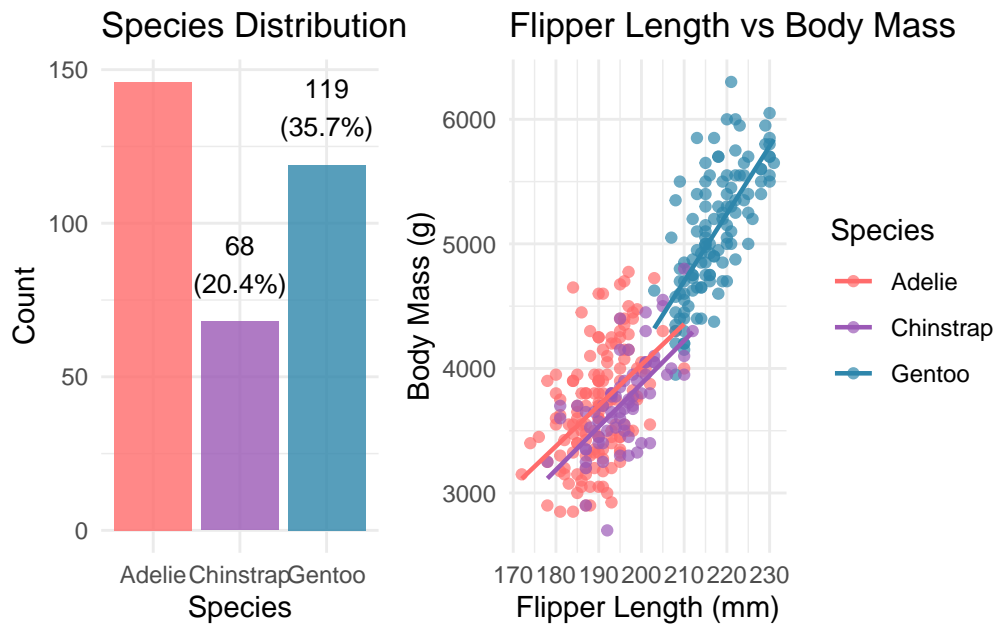 Species Distribution
150
100
50
0
Count
68
(20.4%)
119
(35.7%)
Adelie
Chinstrap
Gentoo
Species
Flipper Length vs Body Mass
6000
5000
4000
3000
Body Mass (g)
170 180 190 200 210 220 230
Flipper Length (mm)
Species
Adelie
Chinstrap
Gentoo